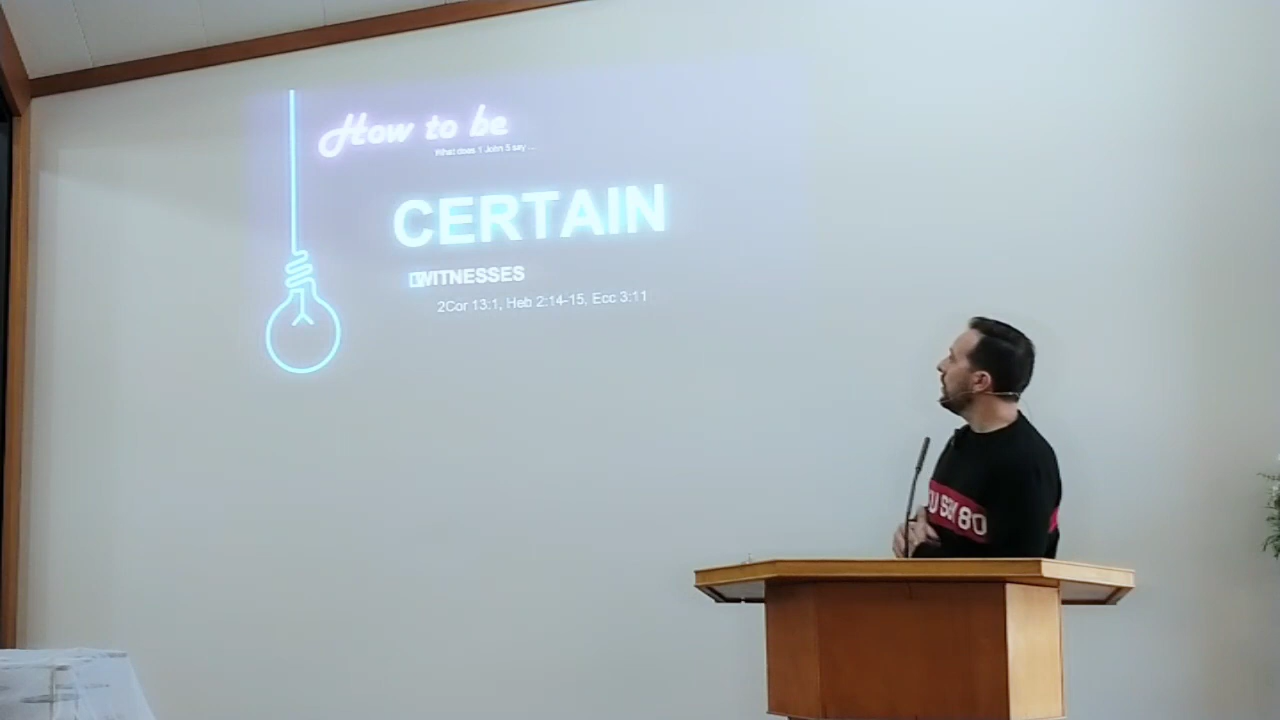 How to be
What does 1 John 5 say ...
CERTAIN
WITNESSES
2Cor 13:1, Heb 2:14-15, Ecc 3:11
80